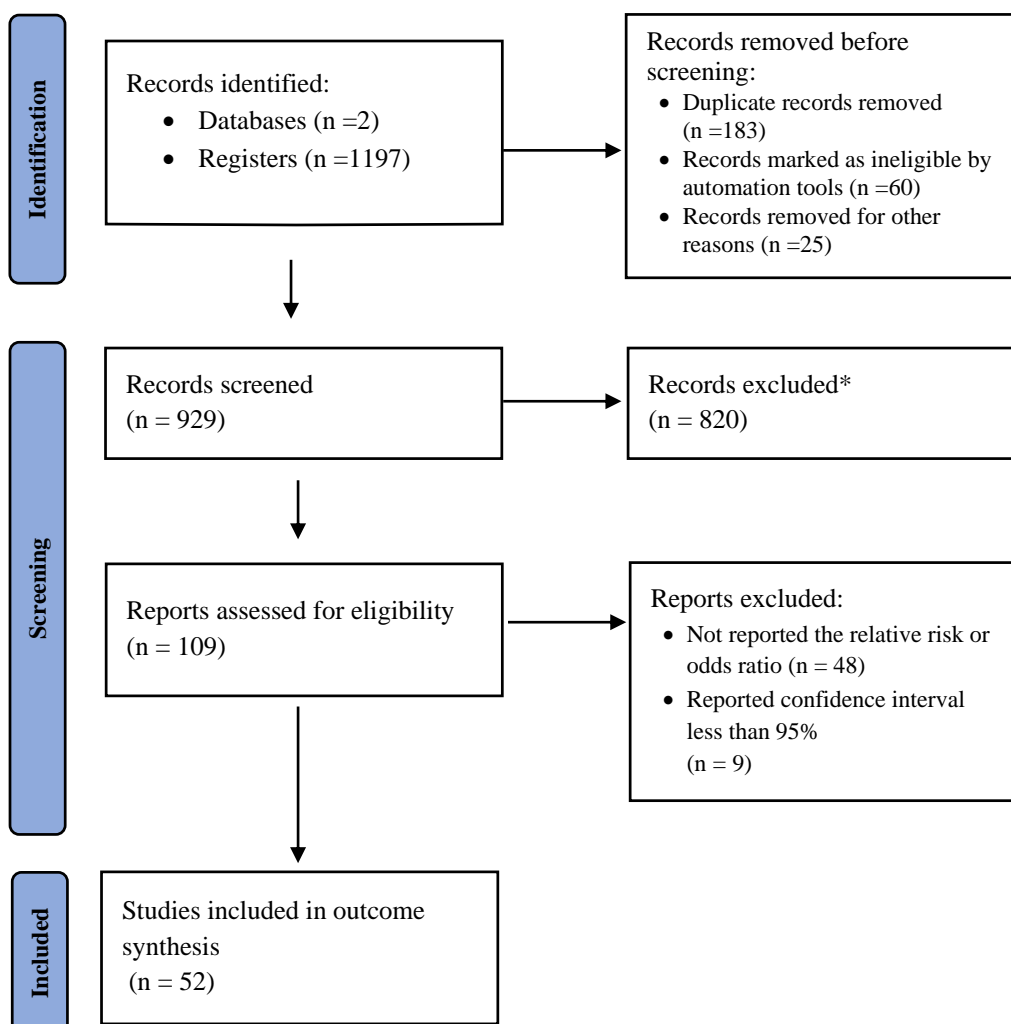 Identification
Records identified:
• Databases (n =2)
• Registers (n =1197)
Records removed before
screening:
• Duplicate records removed
(n =183)
• Records marked as ineligible by
automation tools (n =60)
• Records removed for other
reasons (n =25)
Screening
Records screened
(n = 929)
Records excluded*
(n = 820)
Reports assessed for eligibility
(n = 109)
Reports excluded:
• Not reported the relative risk or
odds ratio (n = 48)
• Reported confidence interval
less than 95%
(n = 9)
Included
Studies included in outcome
synthesis
(n = 52)